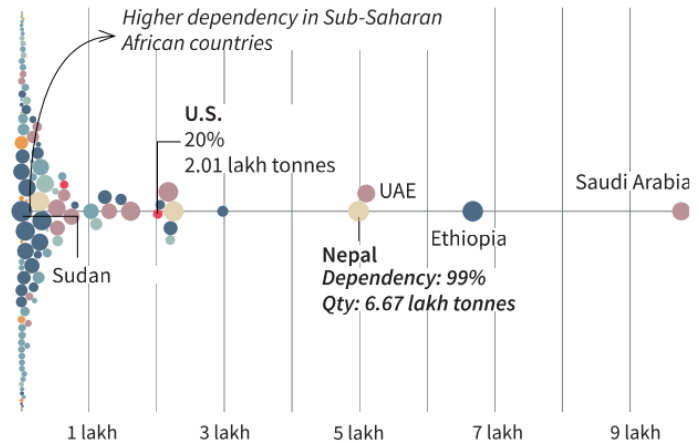 Higher dependency in Sub-Saharan
African countries
U.S.
20%
2.01 lakh tonnes
UAE
Saudi Arabia
Ethiopia
Nepal
Dependency: 99%
Qty: 6.67 lakh tonnes
Sudan
1 lakh
3 lakh
5 lakh
7 lakh
9 lakh